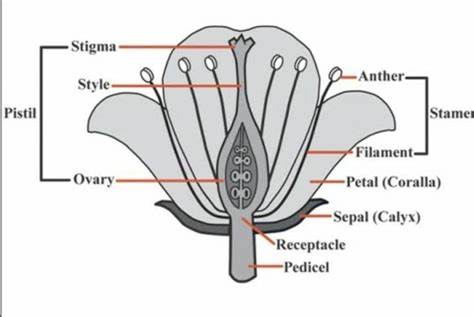 Stigma
Style
Pistil
Ovary
Anther
Stamen
Filament
Petal (Coralla)
Sepal (Calyx)
Receptacle
Pedicel